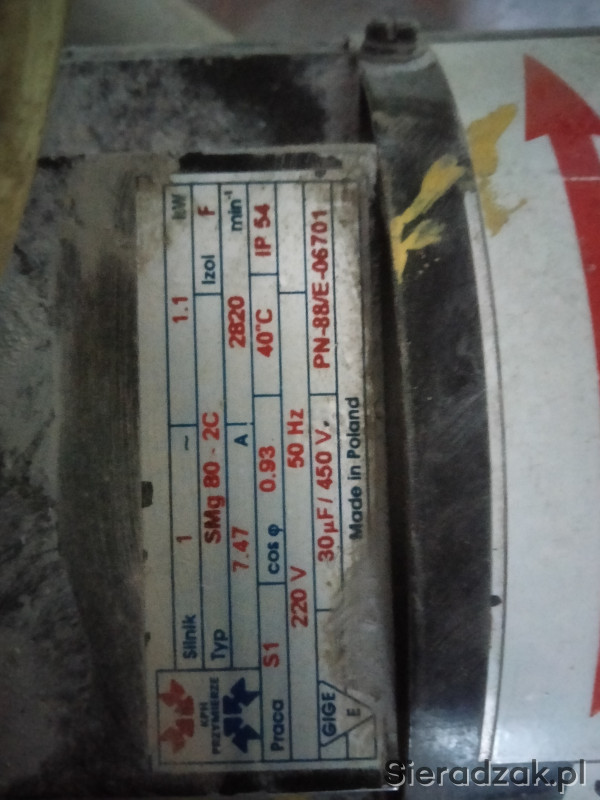 KPH
PRZYMIERZE
Silnik 1 ~ 1.1 kW
Typ SMg 80 - 2C Izol F
7.47 A 2820 min⁻¹
Praca S1 cos φ 0.93 40°C IP 54
220 V 50 Hz
GIGE E 30µF / 450 V. PN-88/E-06701
Made in Poland
Sieradzak.pl